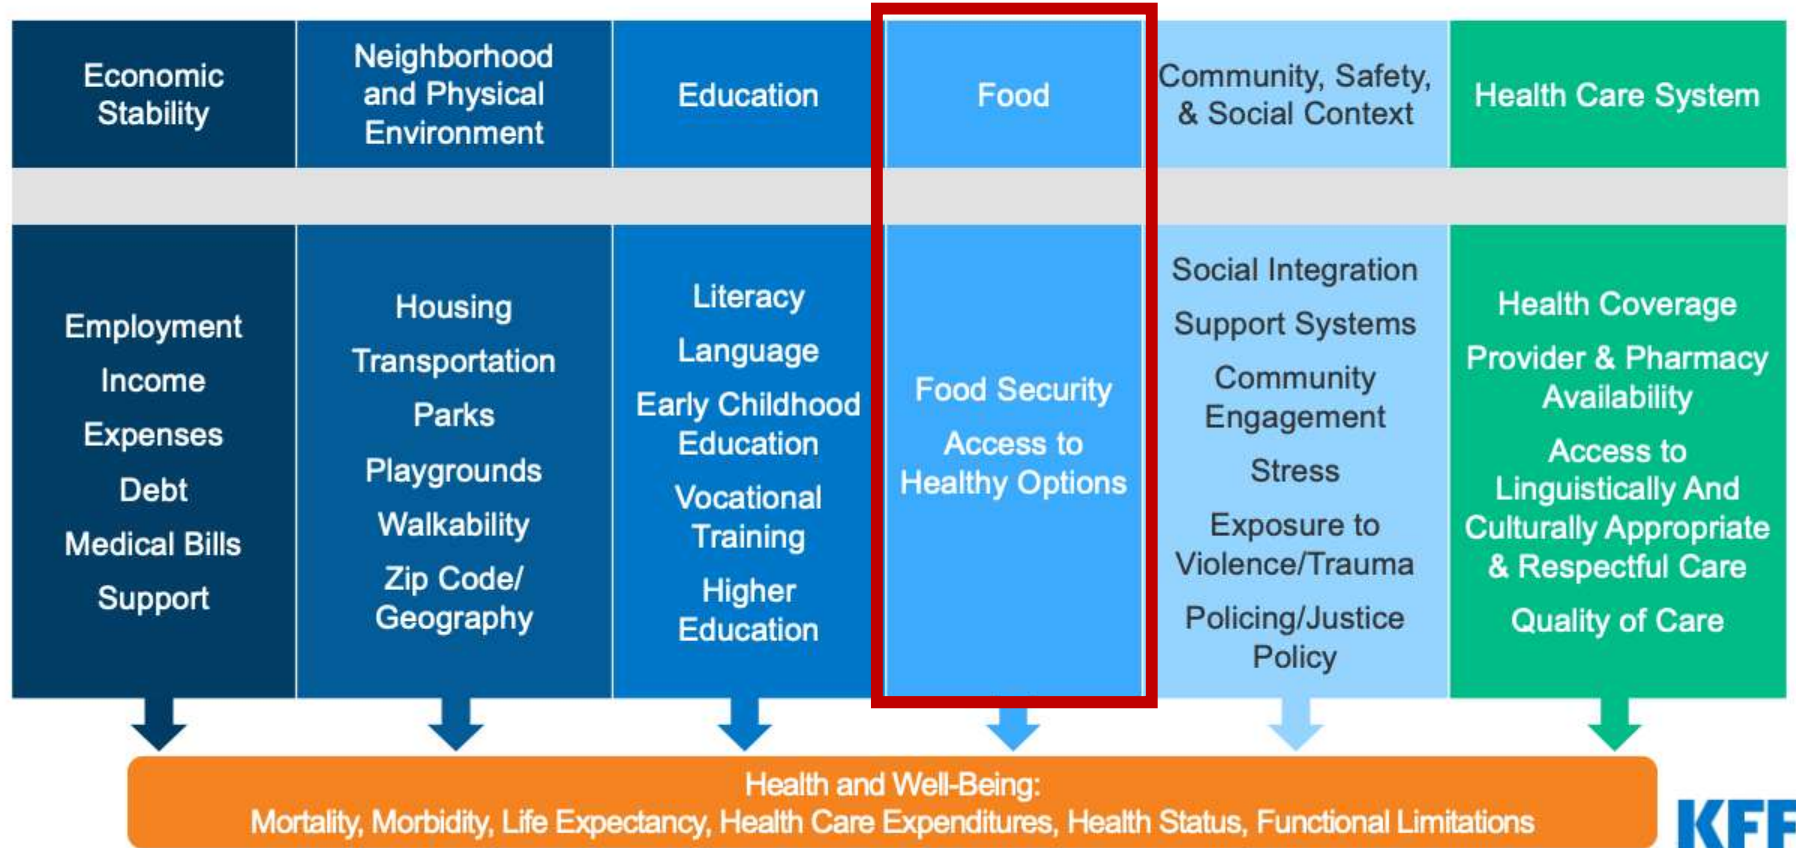 Economic
Stability
Neighborhood
and Physical
Environment
Education
Food
Community, Safety,
& Social Context
Health Care System
Employment
Income
Expenses
Debt
Medical Bills
Support
Housing
Transportation
Parks
Playgrounds
Walkability
Zip Code/
Geography
Literacy
Language
Early Childhood
Education
Vocational
Training
Higher
Education
Food Security
Access to
Healthy Options
Social Integration
Support Systems
Community
Engagement
Stress
Exposure to
Violence/Trauma
Policing/Justice
Policy
Health Coverage
Provider & Pharmacy
Availability
Access to
Linguistically And
Culturally Appropriate
& Respectful Care
Quality of Care
Health and Well-Being:
Mortality, Morbidity, Life Expectancy, Health Care Expenditures, Health Status, Functional Limitations
KFF